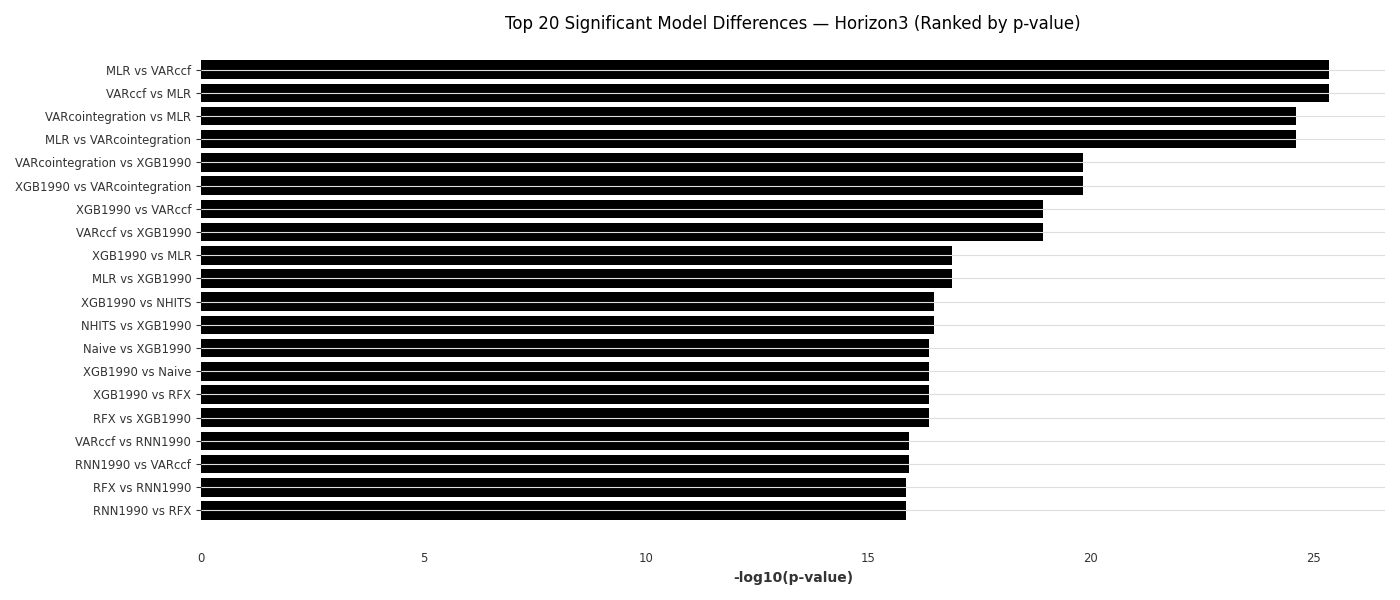 Top 20 Significant Model Differences — Horizon3 (Ranked by p-value)
MLR vs VARccf
VARccf vs MLR
VARcointegration vs MLR
MLR vs VARcointegration
VARcointegration vs XGB1990
XGB1990 vs VARcointegration
XGB1990 vs VARccf
VARccf vs XGB1990
XGB1990 vs MLR
MLR vs XGB1990
XGB1990 vs NHITS
NHITS vs XGB1990
Naive vs XGB1990
XGB1990 vs Naive
XGB1990 vs RFX
RFX vs XGB1990
VARccf vs RNN1990
RNN1990 vs VARccf
RFX vs RNN1990
RNN1990 vs RFX
0 5 10 15 20 25
-log10(p-value)